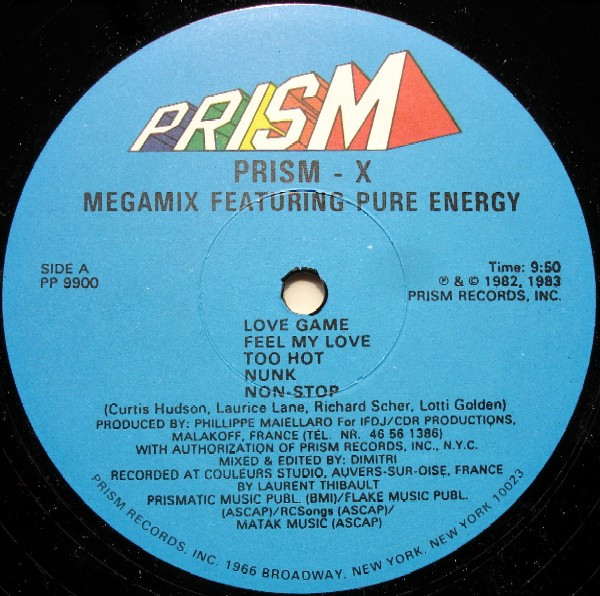 PRISM
PRISM - X
MEGAMIX FEATURING PURE ENERGY
SIDE A
PP 9900
Time: 9:50
℗ & © 1982, 1983
PRISM RECORDS, INC.
LOVE GAME
FEEL MY LOVE
TOO HOT
NUNK
NON-STOP
(Curtis Hudson, Laurice Lane, Richard Scher, Lotti Golden)
PRODUCED BY: PHILLIPPE MAIELLARO For IFDJ/CDR PRODUCTIONS,
MALAKOFF, FRANCE (TÉL. NR. 46 56 1386)
WITH AUTHORIZATION OF PRISM RECORDS, INC., N.Y.C.
MIXED & EDITED BY: DIMITRI
RECORDED AT COULEURS STUDIO, AUVERS-SUR-OISE, FRANCE
BY LAURENT THIBAULT
PRISMATIC MUSIC PUBL. (BMI)/FLAKE MUSIC PUBL.
(ASCAP)/RCSongs (ASCAP)/
MATAK MUSIC (ASCAP)
PRISM RECORDS, INC. 1966 BROADWAY, NEW YORK, NEW YORK 10023